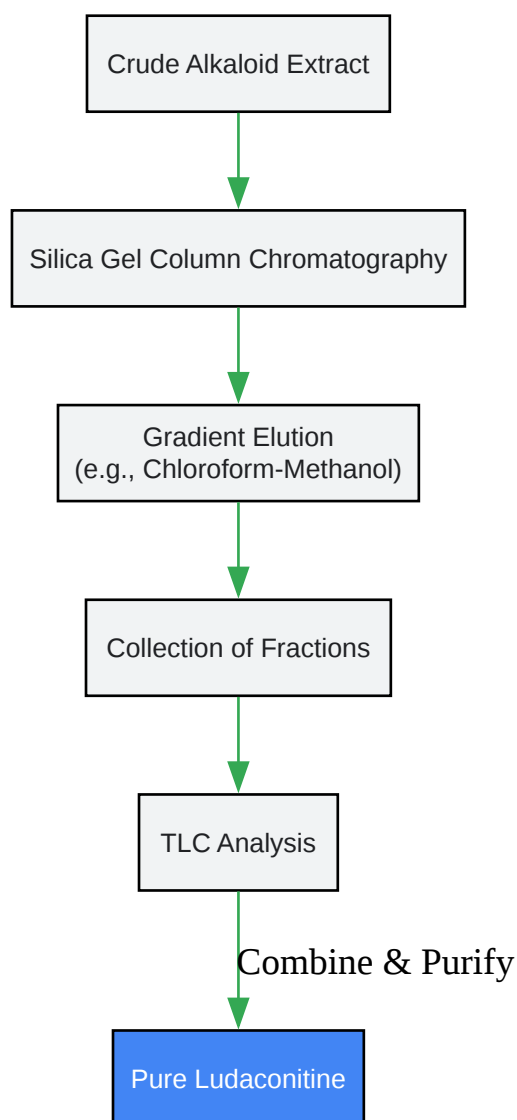 Crude Alkaloid Extract
Silica Gel Column Chromatography
Gradient Elution
(e.g., Chloroform-Methanol)
Collection of Fractions
TLC Analysis
Combine & Purify
Pure Ludaconitine